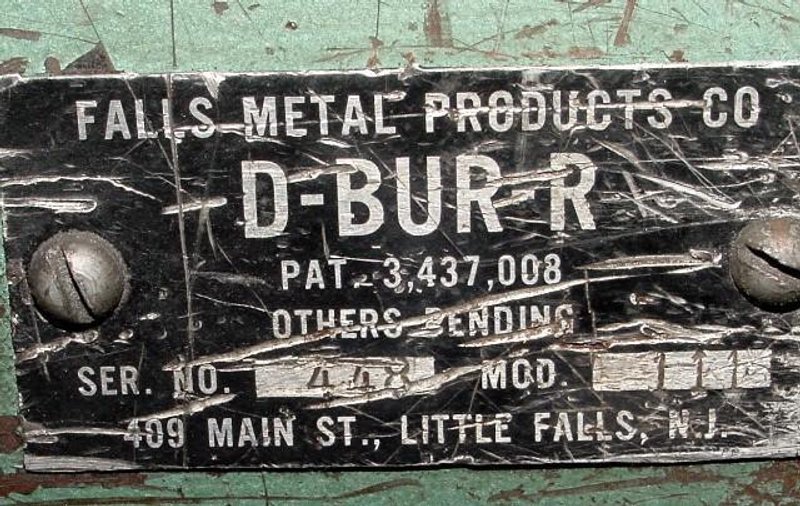 FALLS METAL PRODUCTS CO
D-BUR-R
PAT. 3,437,008
OTHERS PENDING
SER. NO. 448 MOD.
409 MAIN ST., LITTLE FALLS, N.J.